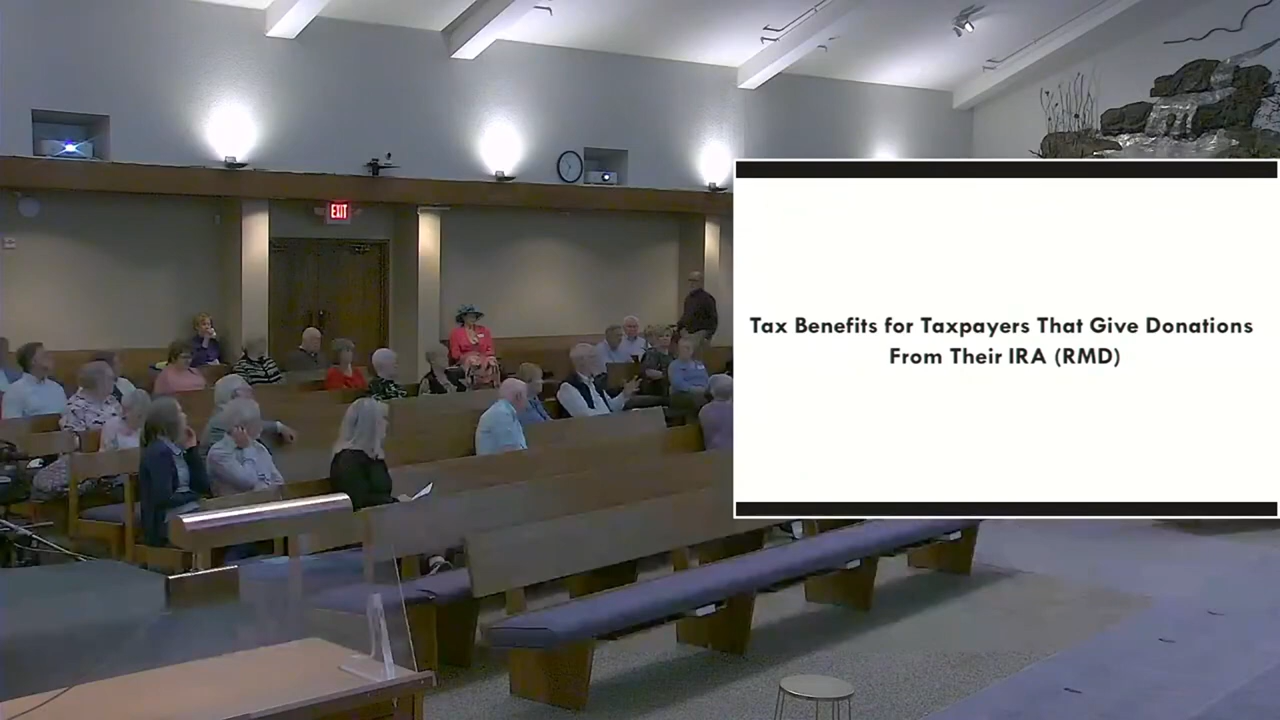 EXIT
Tax Benefits for Taxpayers That Give Donations
From Their IRA (RMD)